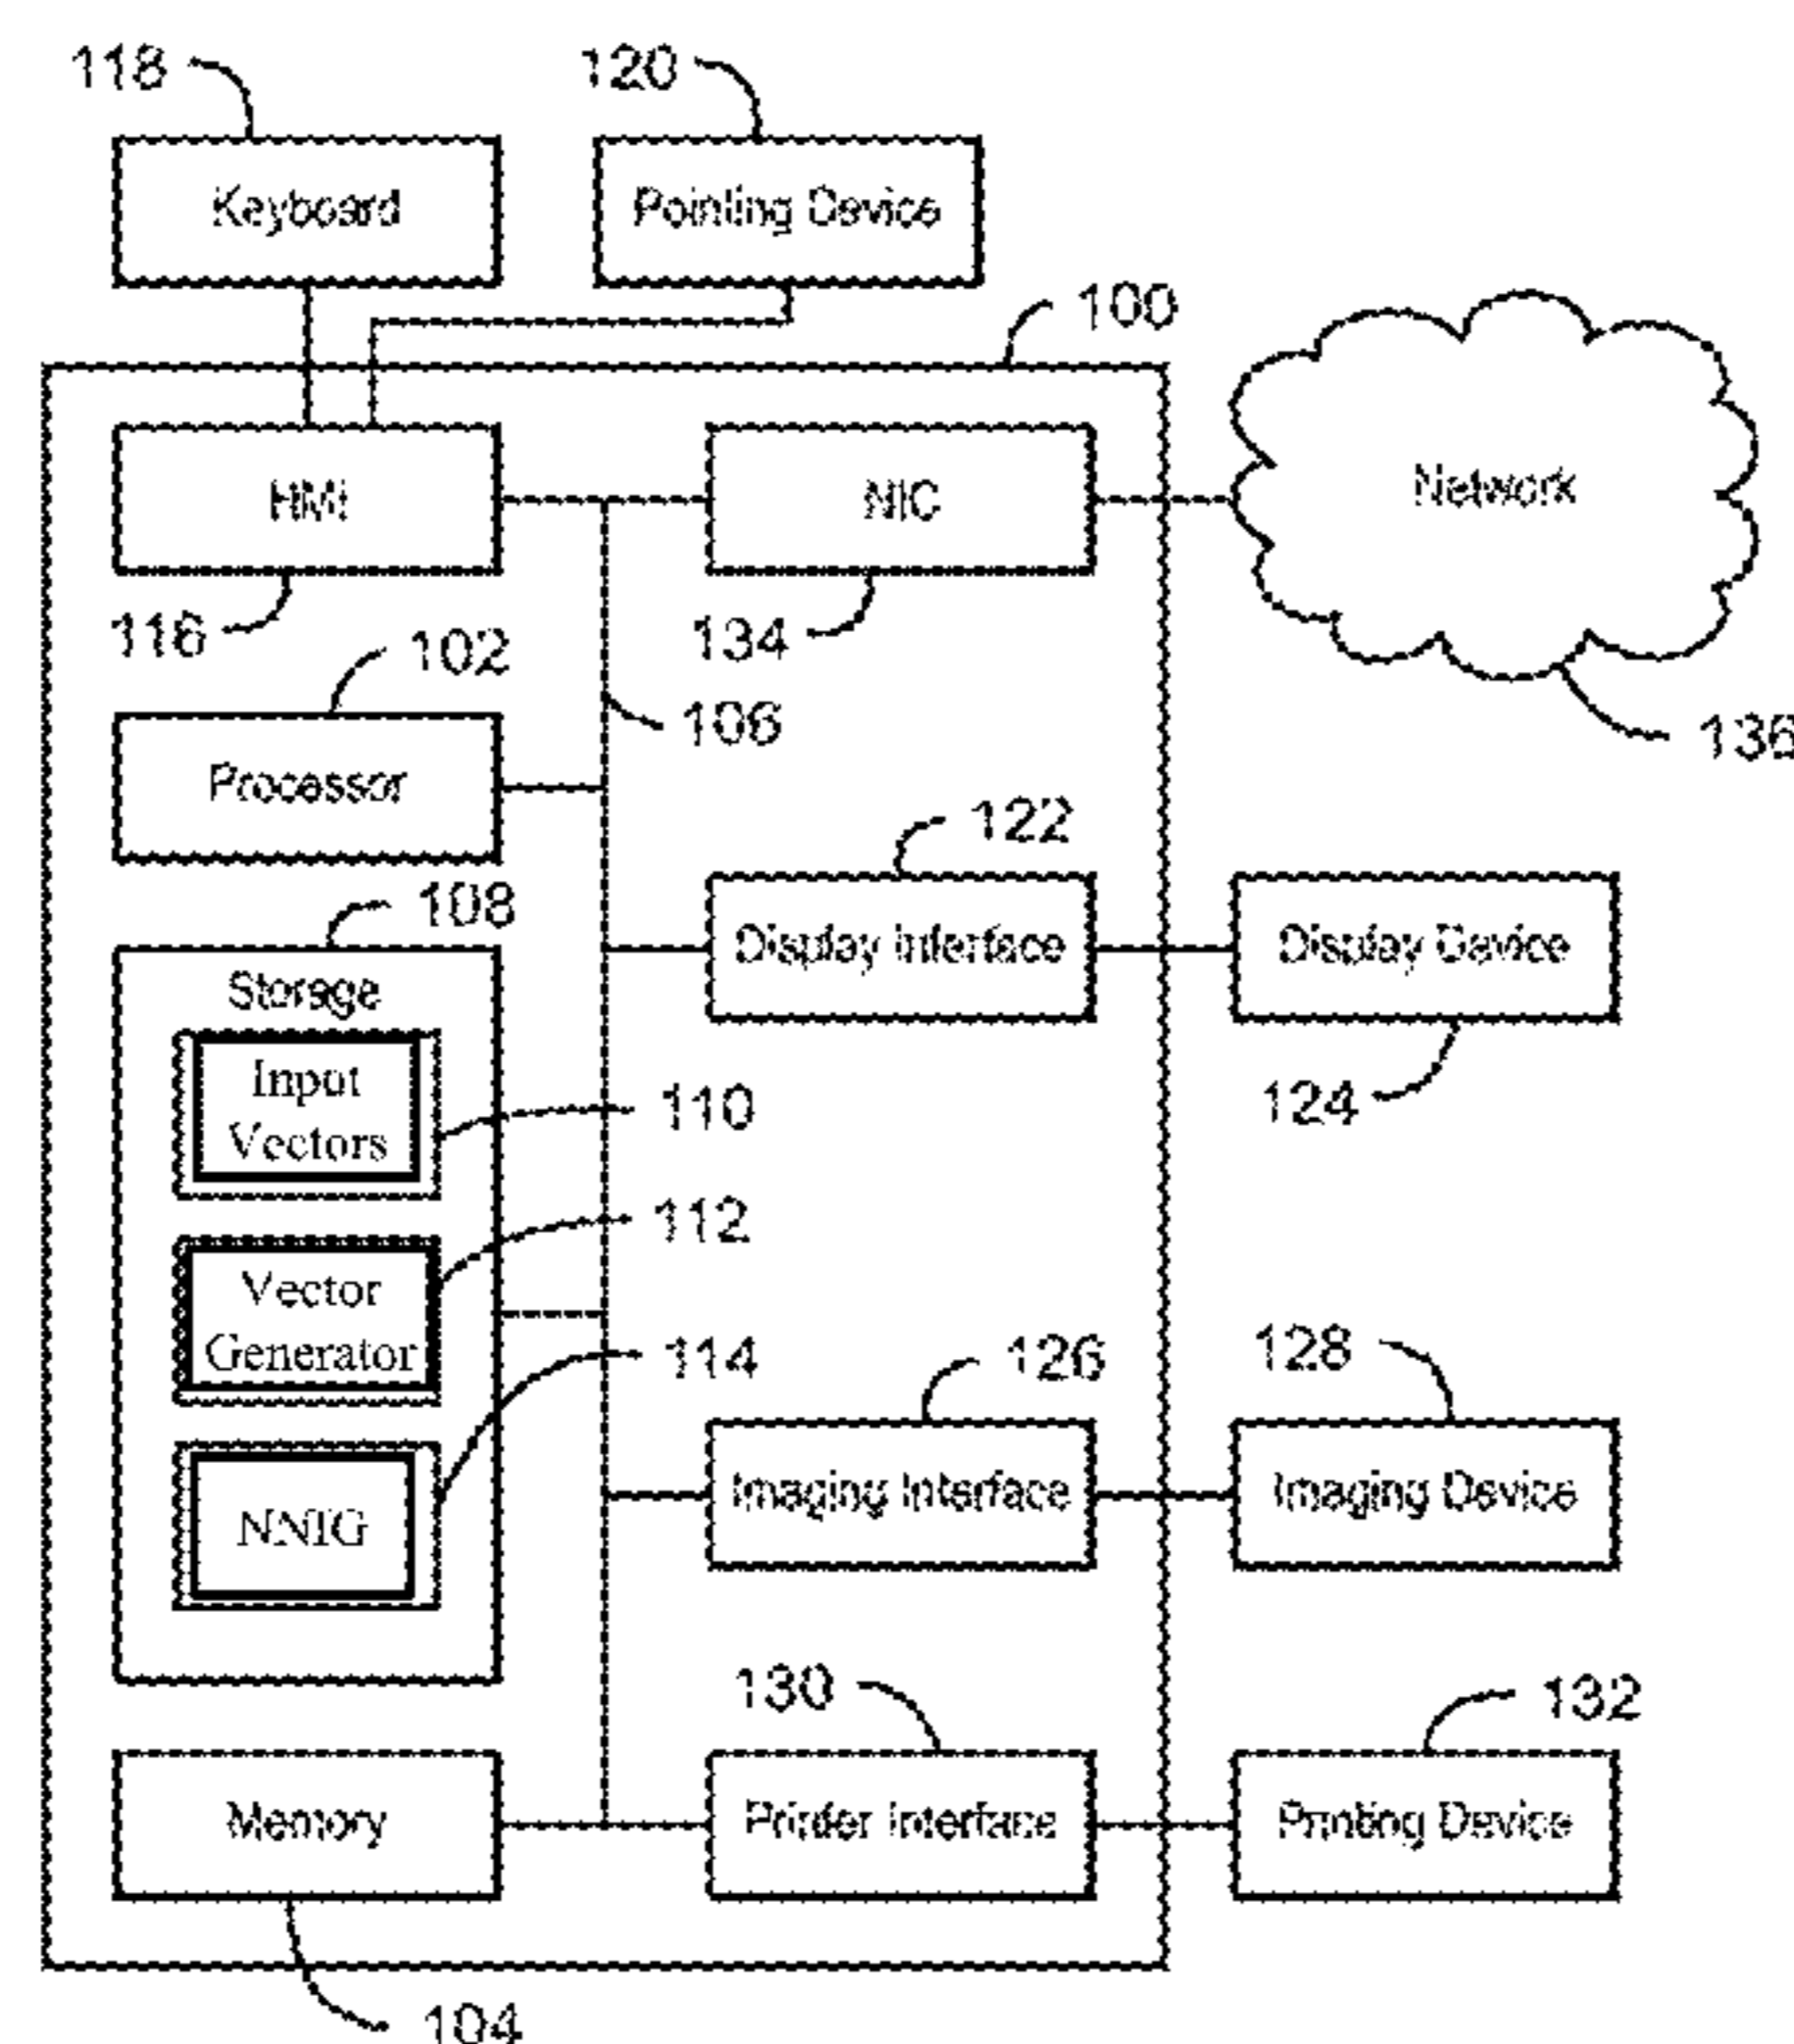 118
120
Keyboard
Pointing Device
100
HMI
NIC
Network
116
134
102
106
136
Processor
122
108
Display Interface
Display Device
Storage
Input
Vectors
110
124
112
Vector
Generator
114
126
128
Imaging Interface
Imaging Device
NNIG
130
132
Memory
Printer Interface
Printing Device
104